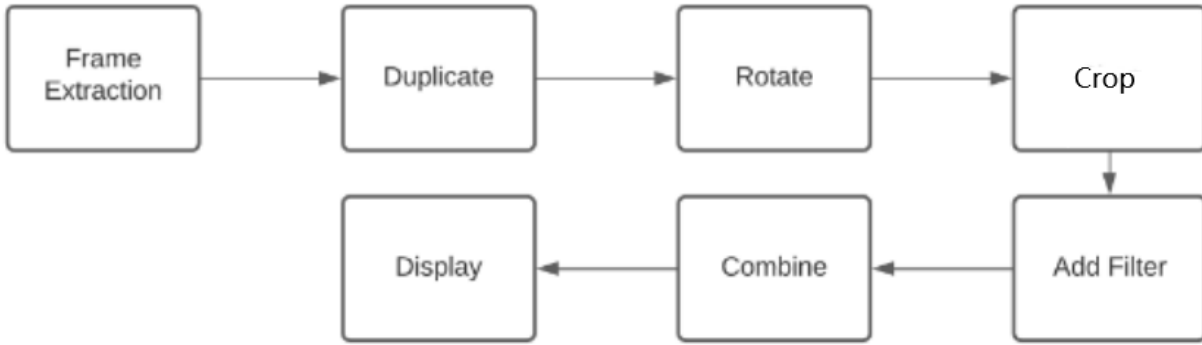 Frame
Extraction
Duplicate
Rotate
Crop
Add Filter
Combine
Display